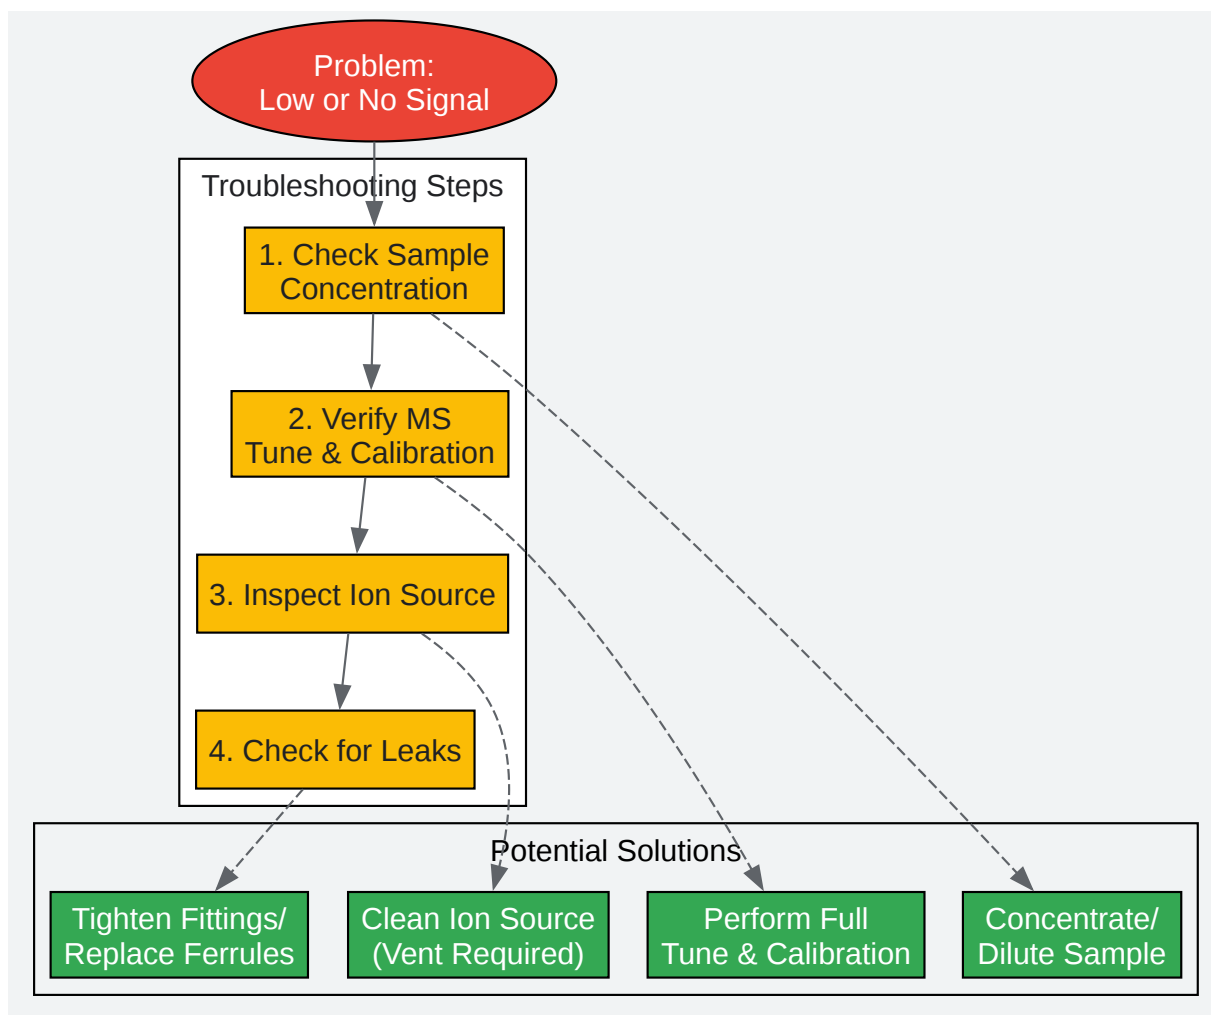 Problem:
Low or No Signal
Troubleshooting Steps
1. Check Sample
Concentration
2. Verify MS
Tune & Calibration
3. Inspect Ion Source
4. Check for Leaks
Potential Solutions
Tighten Fittings/
Replace Ferrules
Clean Ion Source
(Vent Required)
Perform Full
Tune & Calibration
Concentrate/
Dilute Sample